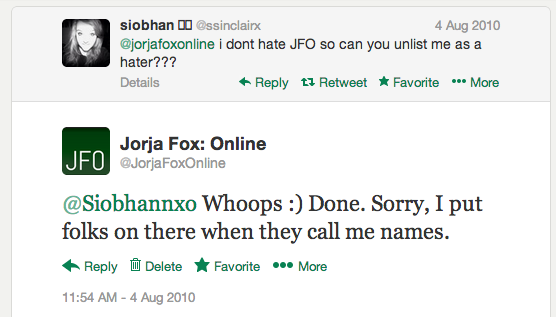 siobhan @ssinclairx 4 Aug 2010
@jorjafoxonline i dont hate JFO so can you unlist me as a
hater???
Details Reply Retweet Favorite More
JFO
Jorja Fox: Online
@JorjaFoxOnline
@Siobhannxo Whoops :) Done. Sorry, I put
folks on there when they call me names.
Reply Delete Favorite More
11:54 AM - 4 Aug 2010